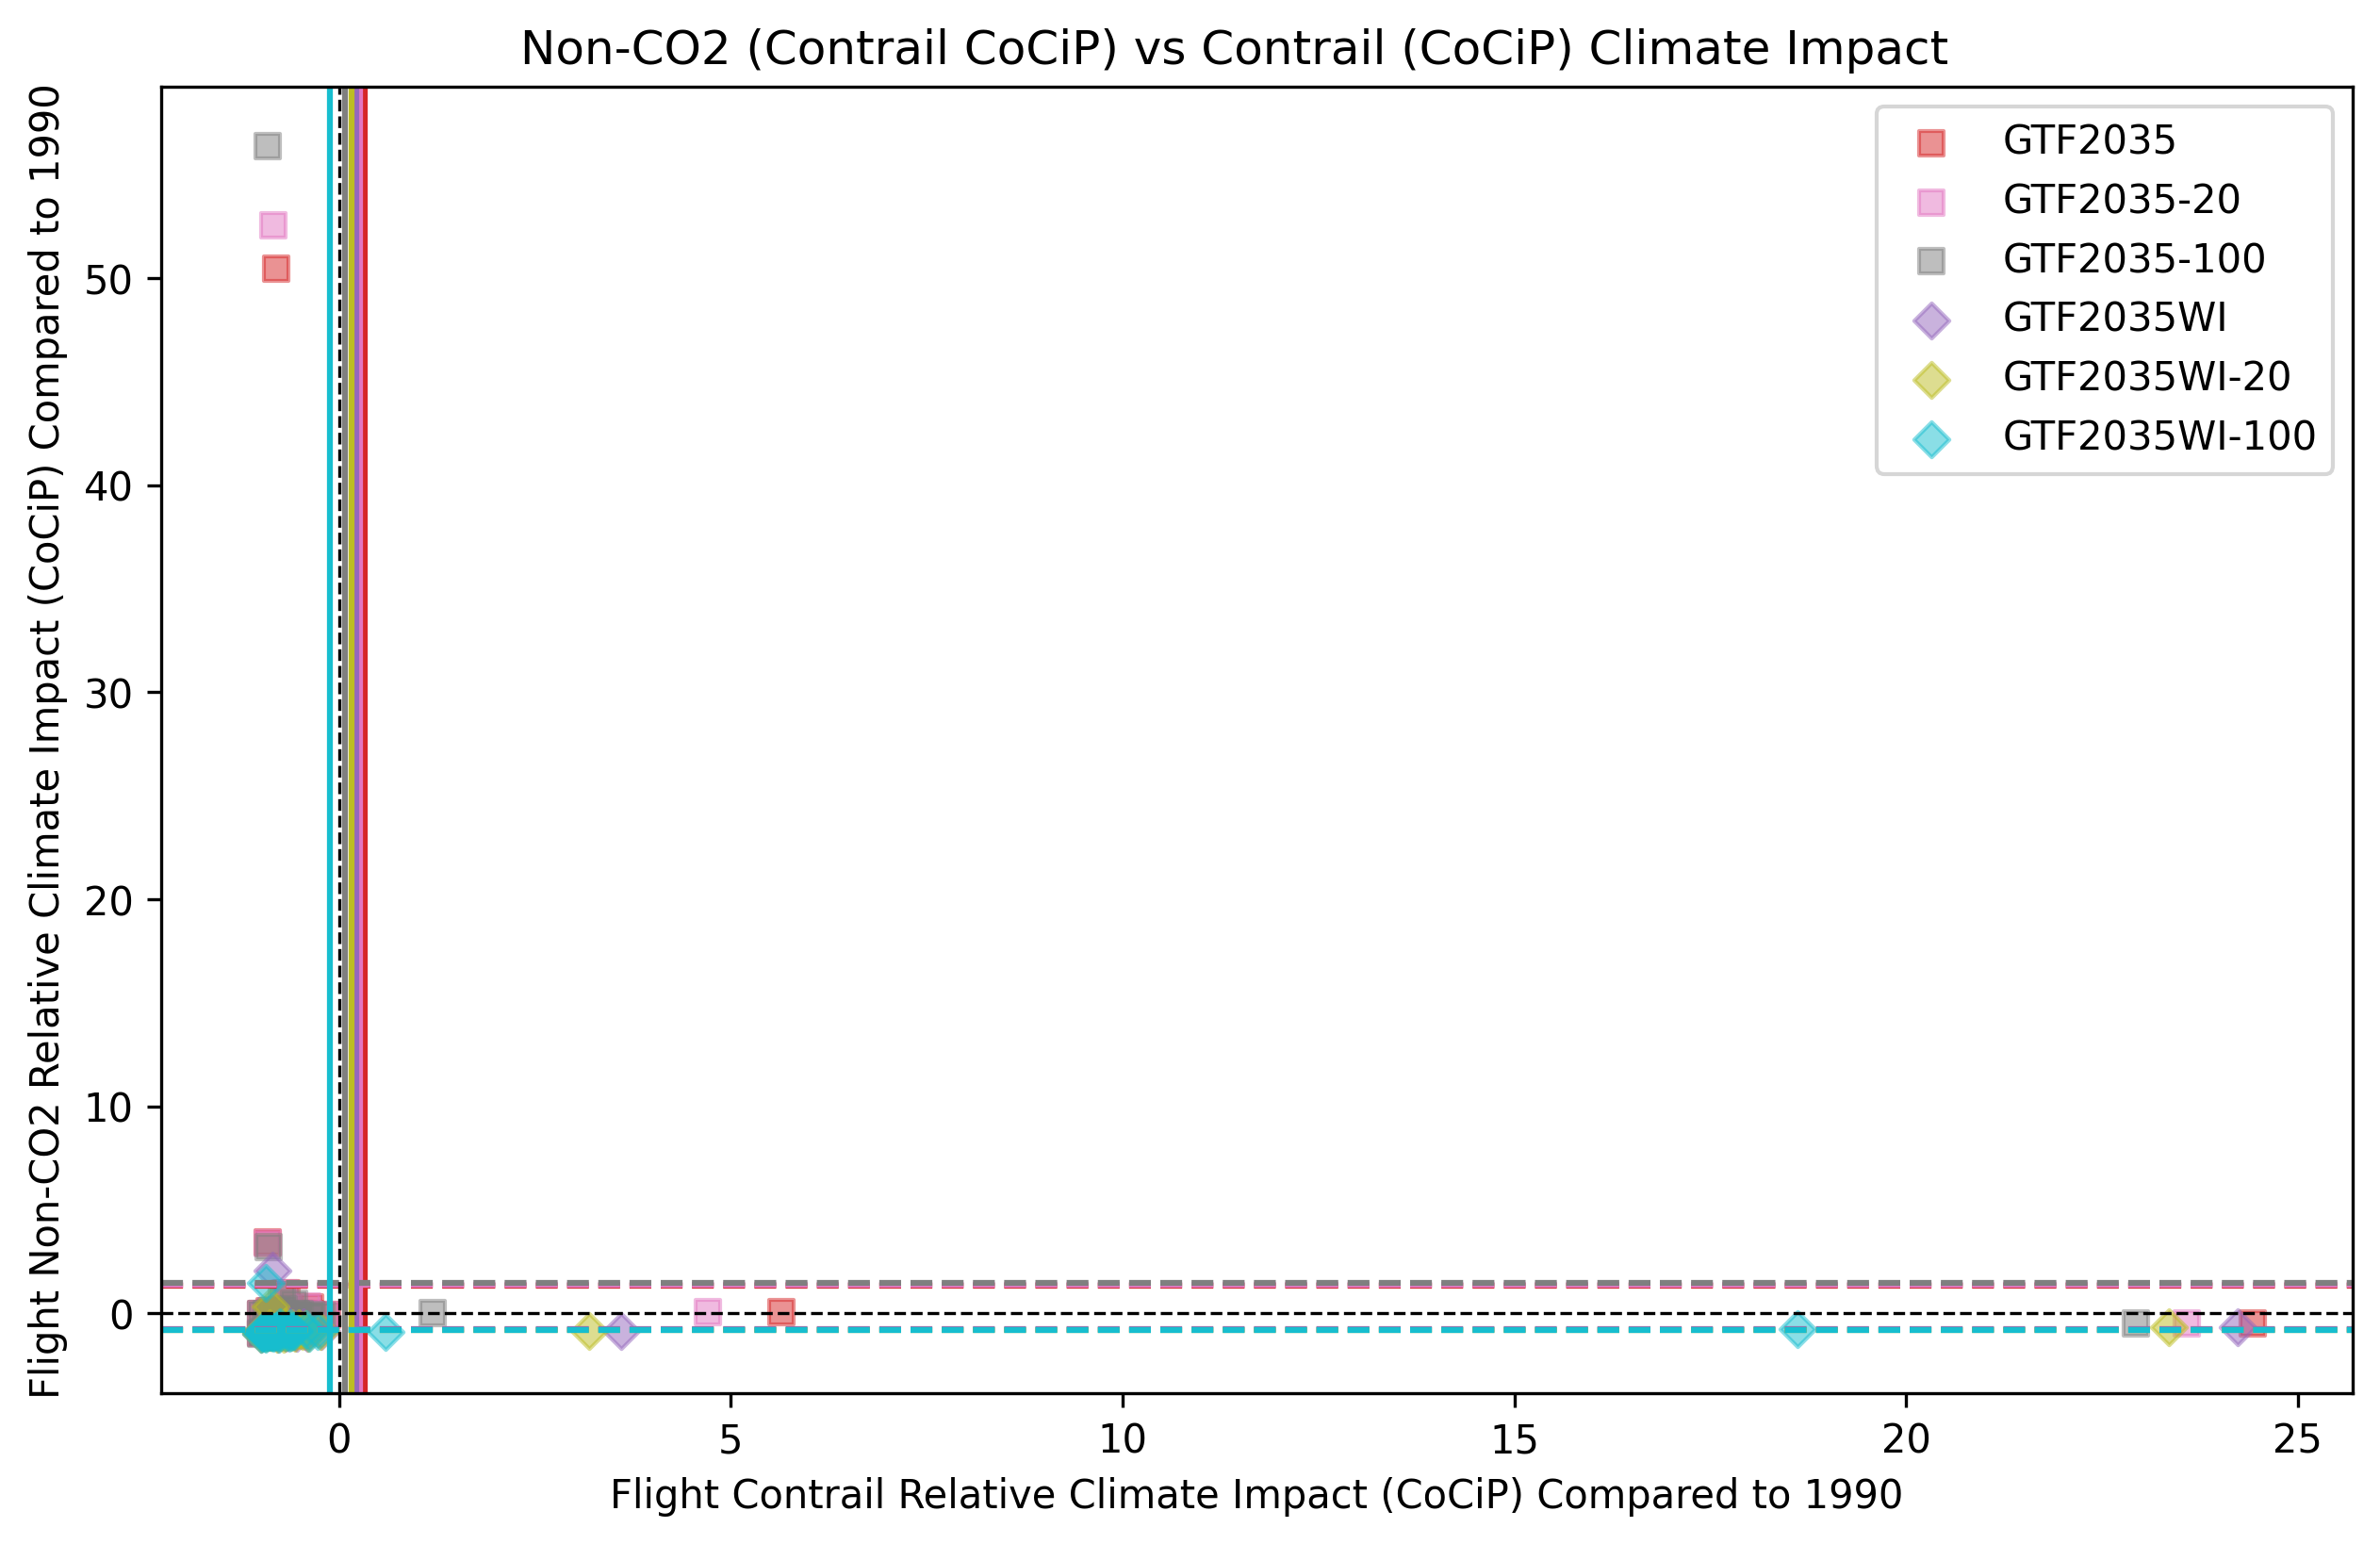 Non-CO2 (Contrail CoCiP) vs Contrail (CoCiP) Climate Impact
Flight Non-CO2 Relative Climate Impact (CoCiP) Compared to 1990
50
40
30
20
10
0
GTF2035
GTF2035-20
GTF2035-100
GTF2035WI
GTF2035WI-20
GTF2035WI-100
0
5
10
15
20
25
Flight Contrail Relative Climate Impact (CoCiP) Compared to 1990